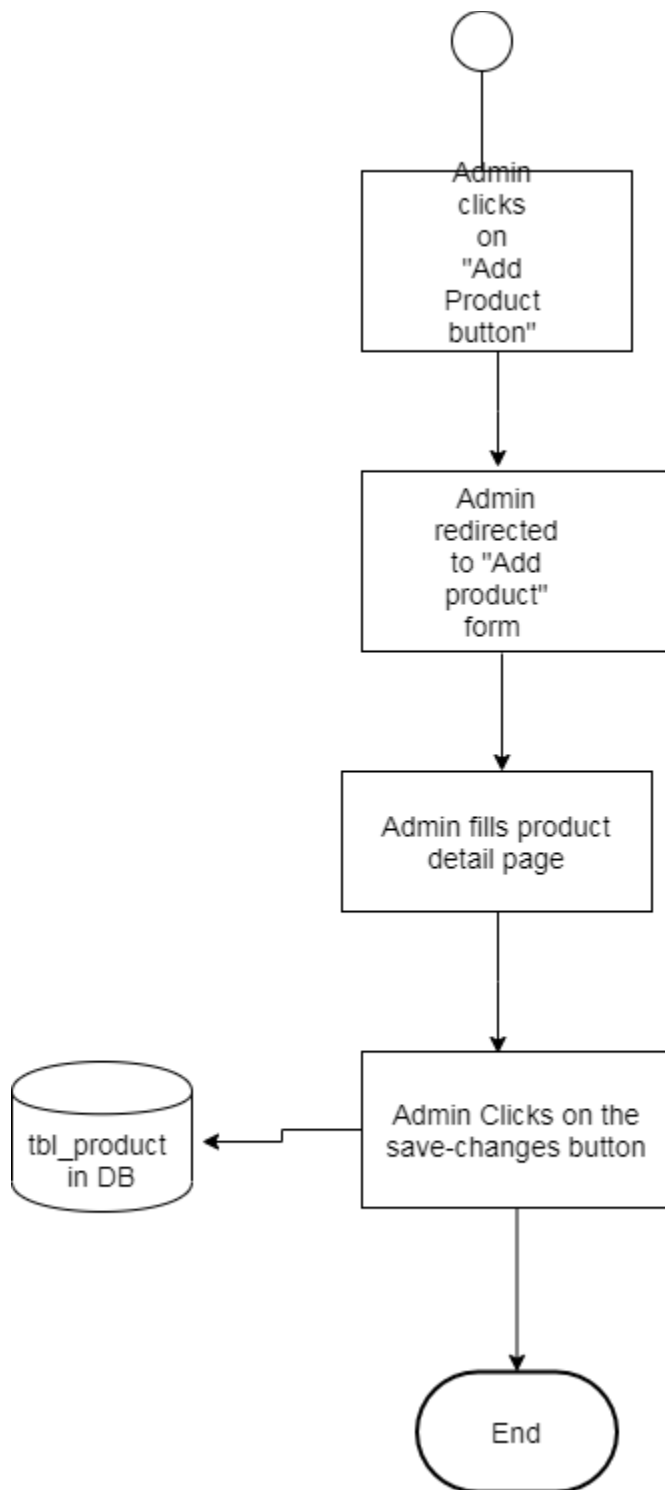 Admin
clicks
on
"Add
Product
button"
Admin
redirected
to "Add
product"
form
Admin fills product
detail page
Admin Clicks on the
save-changes button
tbl_product
in DB
End